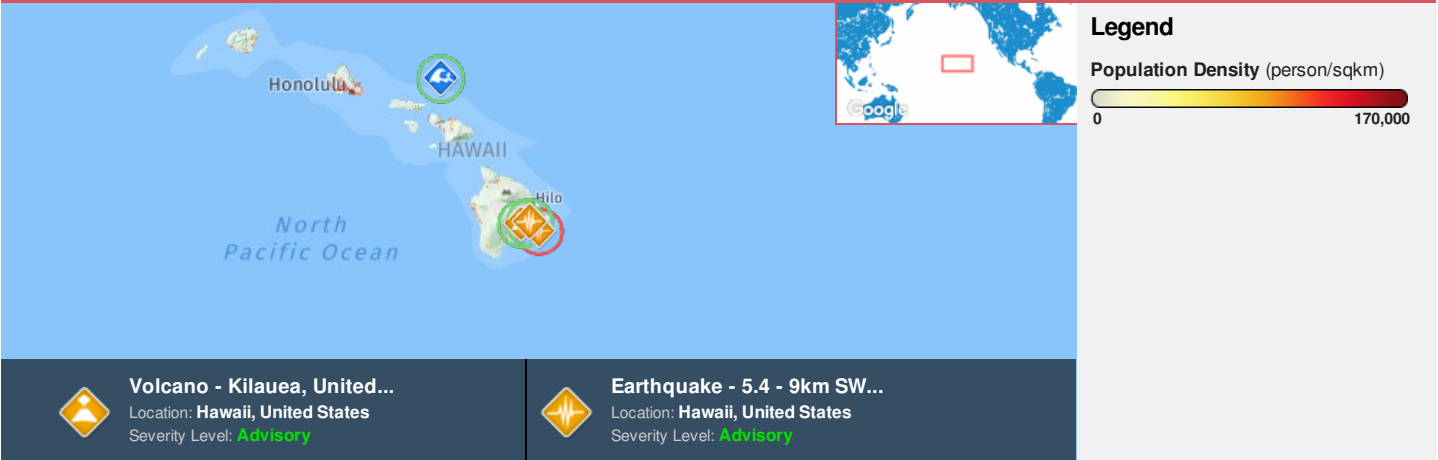 Honolulu
HAWAII
Hilo
North
Pacific Ocean
Google
Legend
Population Density (person/sqkm)
0 170,000
Volcano - Kilauea, United...
Location: Hawaii, United States
Severity Level: Advisory
Earthquake - 5.4 - 9km SW...
Location: Hawaii, United States
Severity Level: Advisory